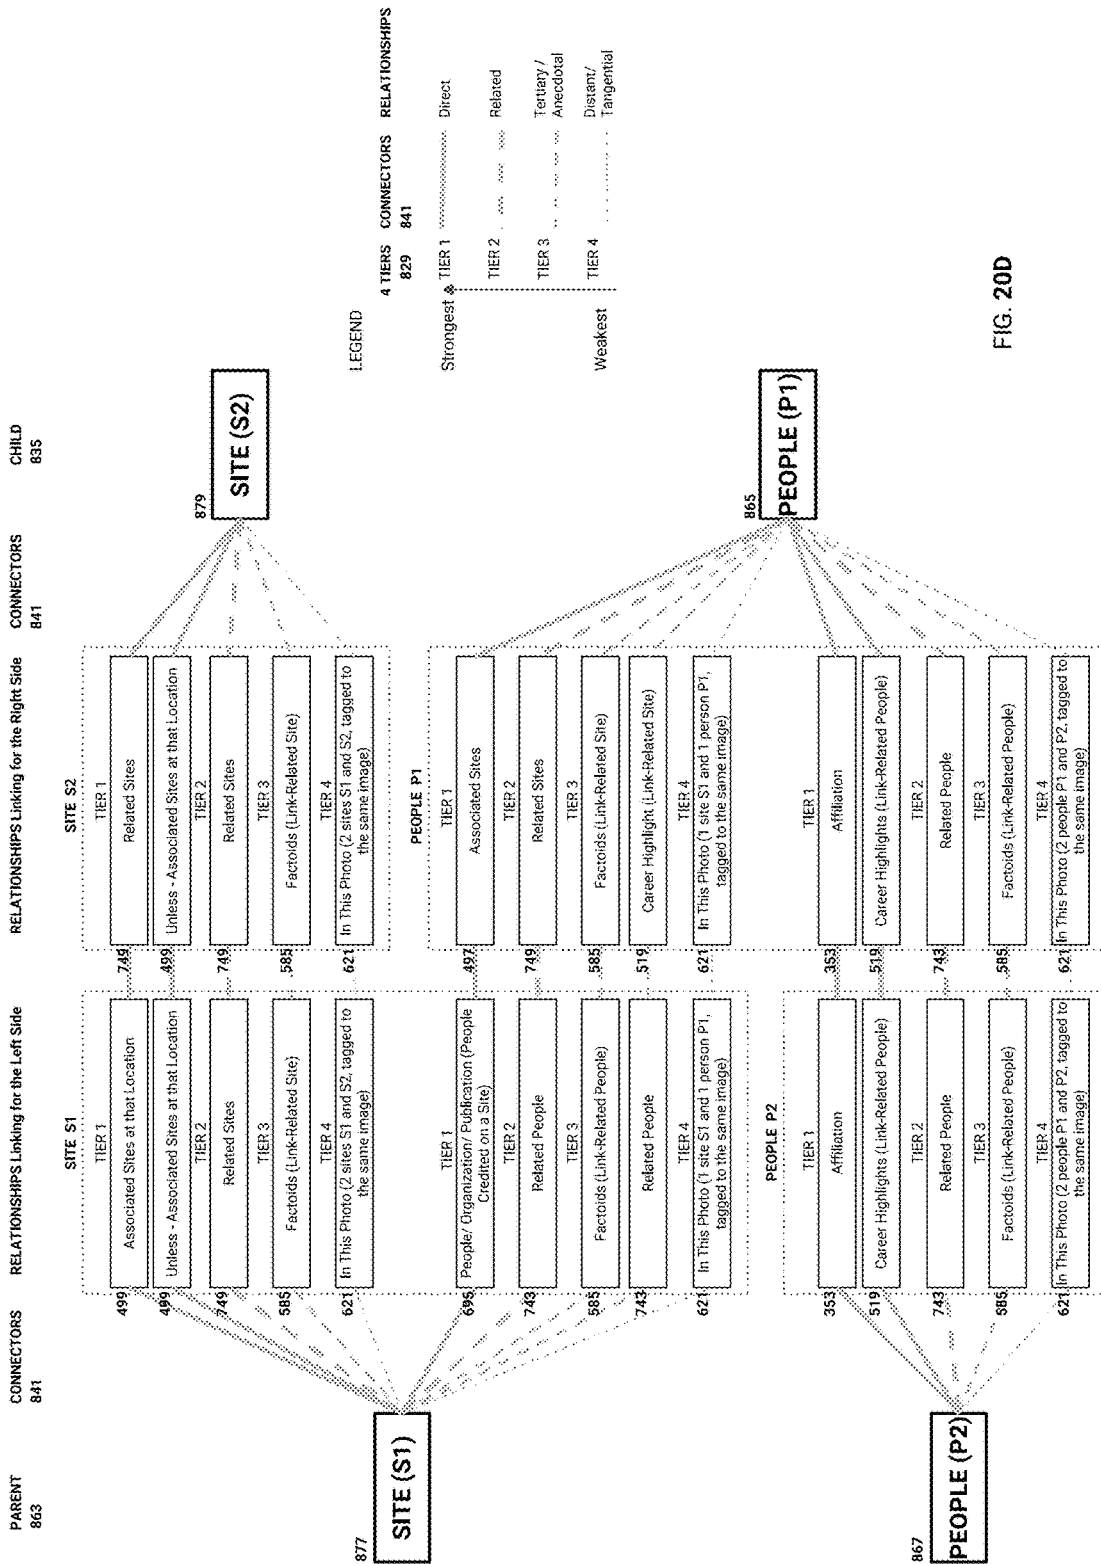 PARENT
863
CONNECTORS
841
RELATIONSHIPS Linking for the Left Side
RELATIONSHIPS Linking for the Right Side
CONNECTORS
841
CHILD
835
877
SITE (S1)
SITE S1
TIER 1
499
Associated Sites at that Location
499
Unless - Associated Sites at that Location
TIER 2
749
Related Sites
TIER 3
585
Factoids (Link-Related Site)
TIER 4
621
In This Photo (2 sites S1 and S2, tagged to
the same image)
TIER 1
695
People/ Organization/ Publication (People
Credited on a Site)
TIER 2
743
Related People
TIER 3
585
Factoids (Link-Related People)
743
Related People
TIER 4
621
In This Photo (1 site S1 and 1 person P1,
tagged to the same image)
SITE S2
TIER 1
749
Related Sites
499
Unless - Associated Sites at that Location
TIER 2
749
Related Sites
TIER 3
585
Factoids (Link-Related Site)
TIER 4
621
In This Photo (2 sites S1 and S2, tagged to
the same image)
879
SITE (S2)
PEOPLE P1
TIER 1
497
Associated Sites
TIER 2
749
Related Sites
TIER 3
585
Factoids (Link-Related Site)
519
Career Highlight (Link-Related Site)
TIER 4
621
In This Photo (1 site S1 and 1 person P1,
tagged to the same image)
TIER 1
353
Affiliation
519
Career Highlights (Link-Related People)
TIER 2
743
Related People
TIER 3
585
Factoids (Link-Related People)
TIER 4
621
In This Photo (2 people P1 and P2, tagged to
the same image)
865
PEOPLE (P1)
867
PEOPLE (P2)
PEOPLE P2
TIER 1
353
Affiliation
519
Career Highlights (Link-Related People)
TIER 2
743
Related People
TIER 3
585
Factoids (Link-Related People)
TIER 4
621
In This Photo (2 people P1 and P2, tagged to
the same image)
LEGEND
4 TIERS CONNECTORS RELATIONSHIPS
829 841
Strongest TIER 1 Direct
TIER 2 Related
TIER 3 Tertiary /
Anecdotal
Weakest TIER 4 Distant/
Tangential
FIG. 20D